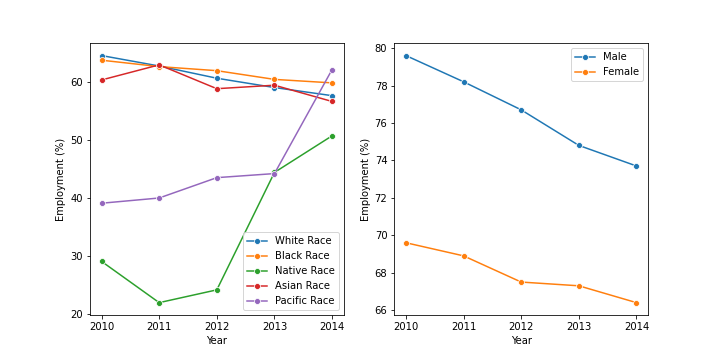 60
50
40
30
20
Employment (%)
2010 2011 2012 2013 2014
Year
White Race
Black Race
Native Race
Asian Race
Pacific Race
80
78
76
74
72
70
68
66
Employment (%)
2010 2011 2012 2013 2014
Year
Male
Female